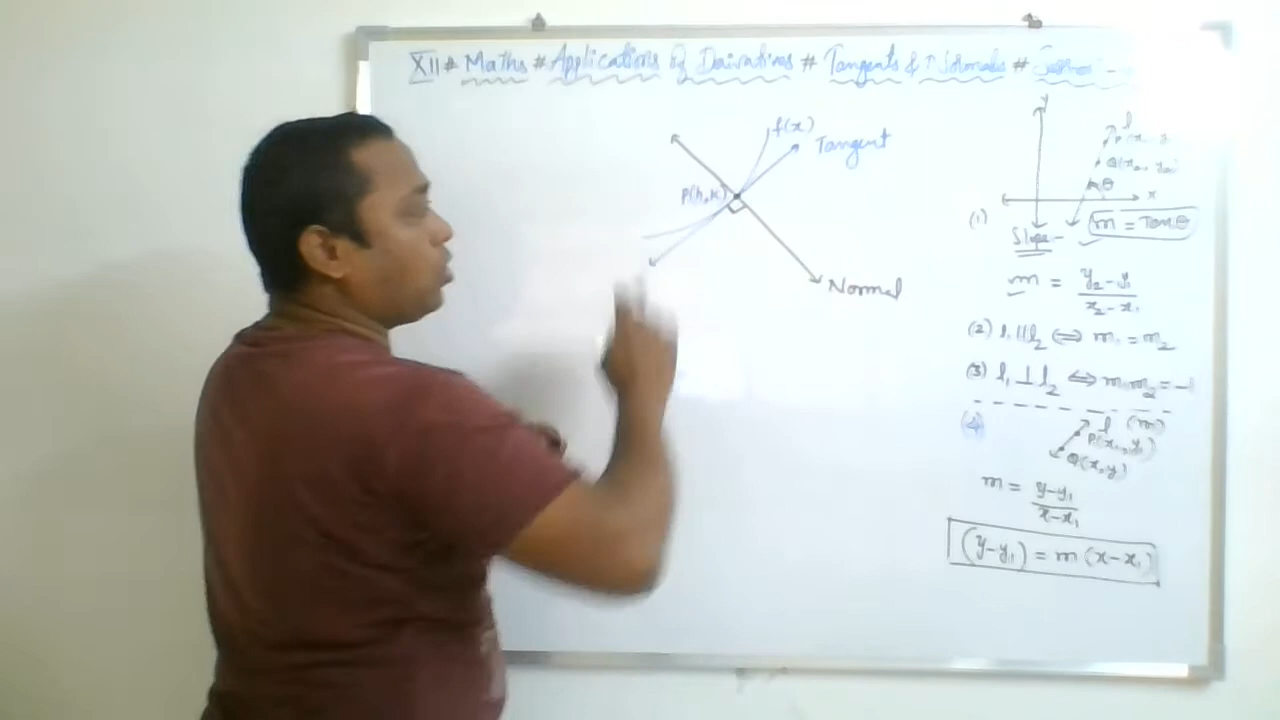 XII # Maths # Applications of Derivatives # Tangents & Normals #
f(x)
Tangent
P(h,k)
Normal
y
l
θ
x
(1)
m = Tanθ
Slope-
m = y₂-y₁ / x₂-x₁
(2) l₁ || l₂ ⟺ m₁ = m₂
(3) l₁ ⊥ l₂ ⟺ m₁m₂ = -1
(4)
l (m)
P(x₁,y₁)
Q(x,y)
m = y-y₁ / x-x₁
(y-y₁) = m (x-x₁)